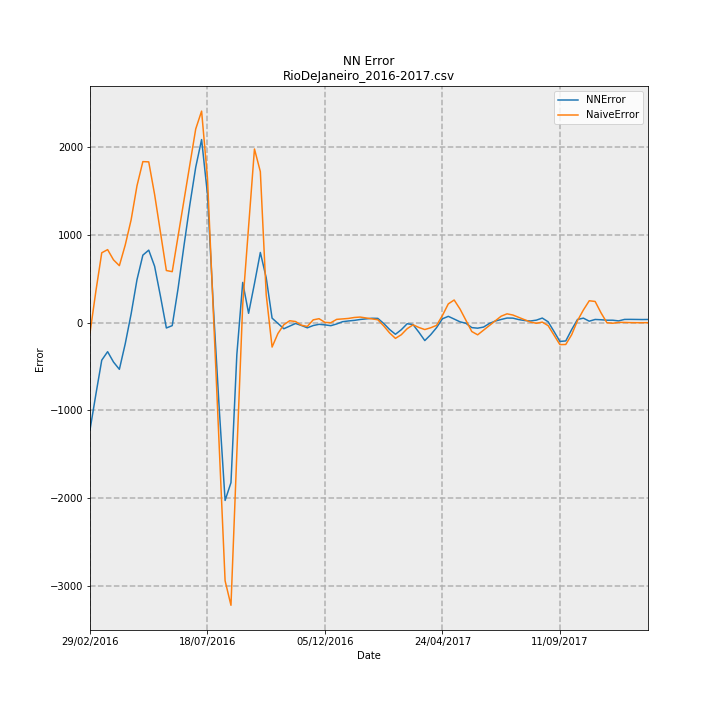 NN Error
RioDeJaneiro_2016-2017.csv
NNError
NaiveError
2000
1000
0
−1000
−2000
−3000
Error
29/02/2016
18/07/2016
05/12/2016
24/04/2017
11/09/2017
Date